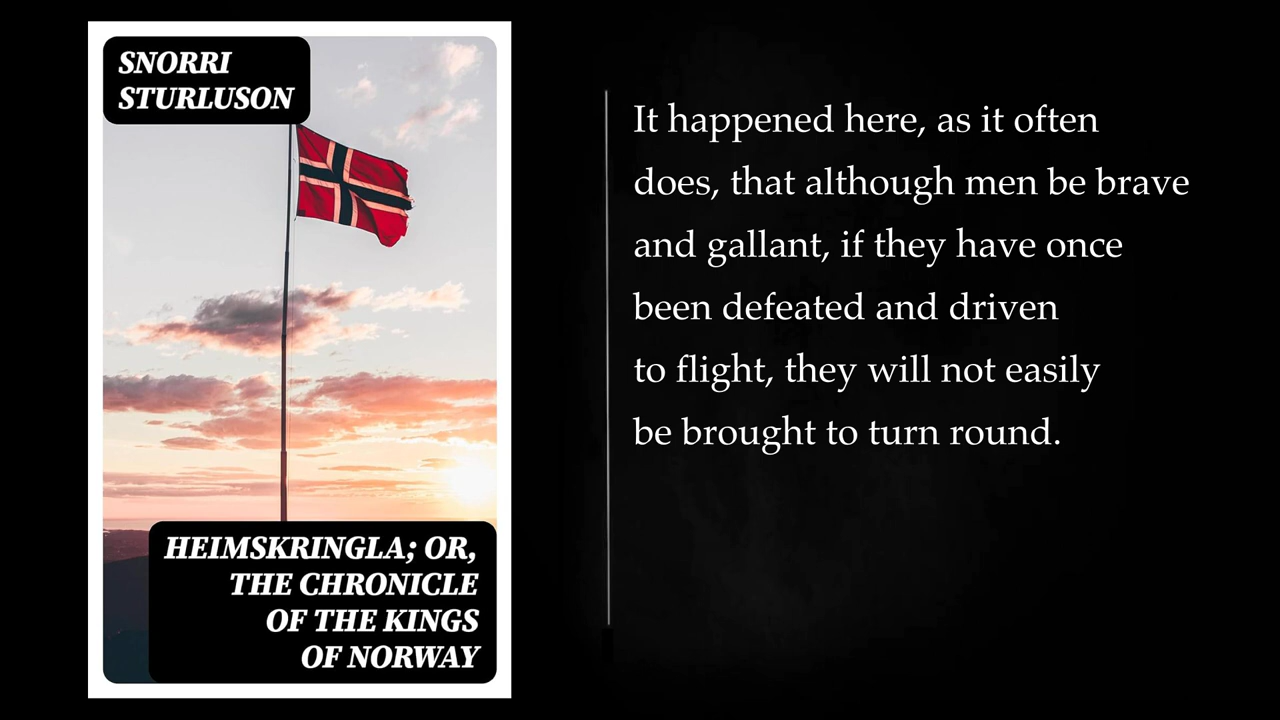 SNORRI
STURLUSON
HEIMSKRINGLA; OR,
THE CHRONICLE
OF THE KINGS
OF NORWAY
It happened here, as it often
does, that although men be brave
and gallant, if they have once
been defeated and driven
to flight, they will not easily
be brought to turn round.